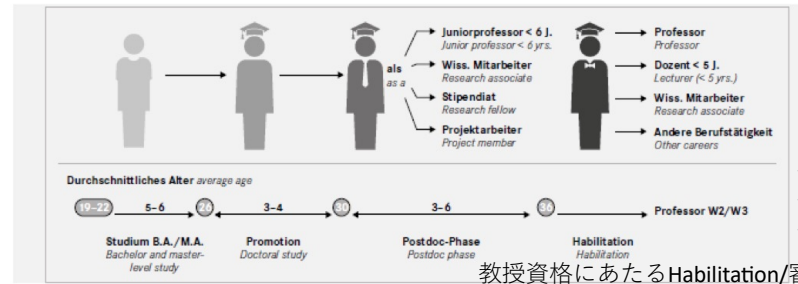 Juniorprofessor < 6 J.
Junior professor < 6 yrs.
Wiss. Mitarbeiter
Research associate
Stipendiat
Research fellow
Projektarbeiter
Project member
als
as a
Professor
Professor
Dozent < 5 J.
Lecturer (< 5 yrs.)
Wiss. Mitarbeiter
Research associate
Andere Berufstätigkeit
Other careers
Durchschnittliches Alter average age
19–22 5–6 26 3–4 30 3–6 36 Professor W2/W3
Studium B.A./M.A.
Bachelor and master-
level study
Promotion
Doctoral study
Postdoc-Phase
Postdoc phase
Habilitation
Habilitation
教授資格にあたるHabilitation/